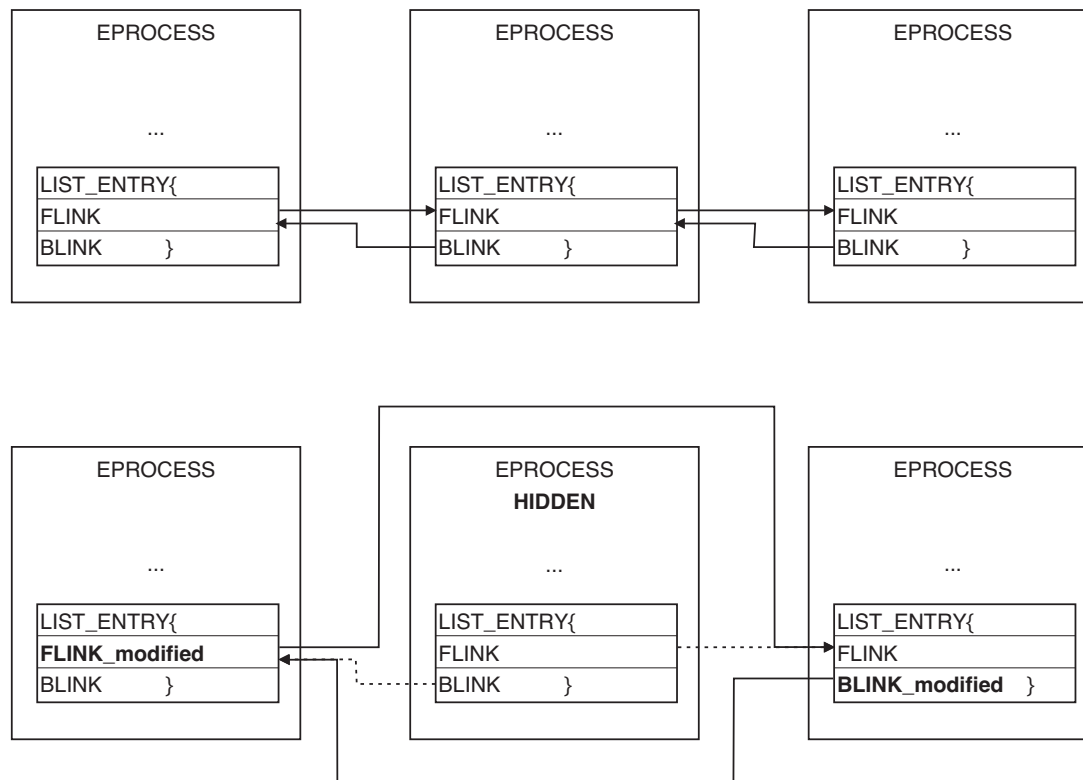 EPROCESS EPROCESS EPROCESS
... ... ...
LIST_ENTRY{ LIST_ENTRY{ LIST_ENTRY{
FLINK FLINK FLINK
BLINK } BLINK } BLINK }
EPROCESS EPROCESS EPROCESS
HIDDEN
... ... ...
LIST_ENTRY{ LIST_ENTRY{ LIST_ENTRY{
FLINK_modified FLINK FLINK
BLINK } BLINK } BLINK_modified }